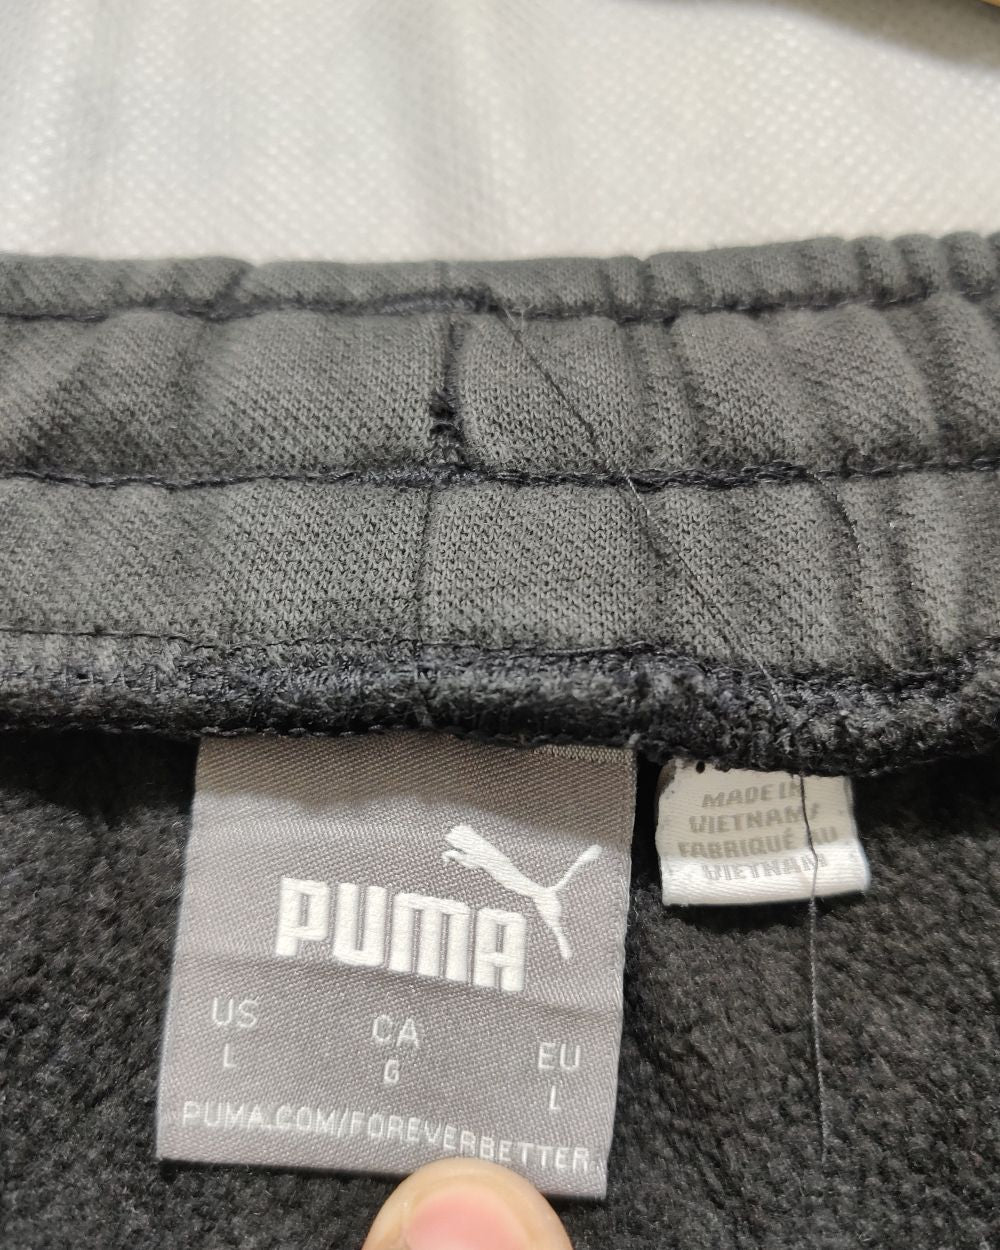 PUMA
US CA EU
L G L
PUMA.COM/FOREVERBETTER
MADE IN
VIETNAM/
FABRIQUÉ AU
VIETNAM